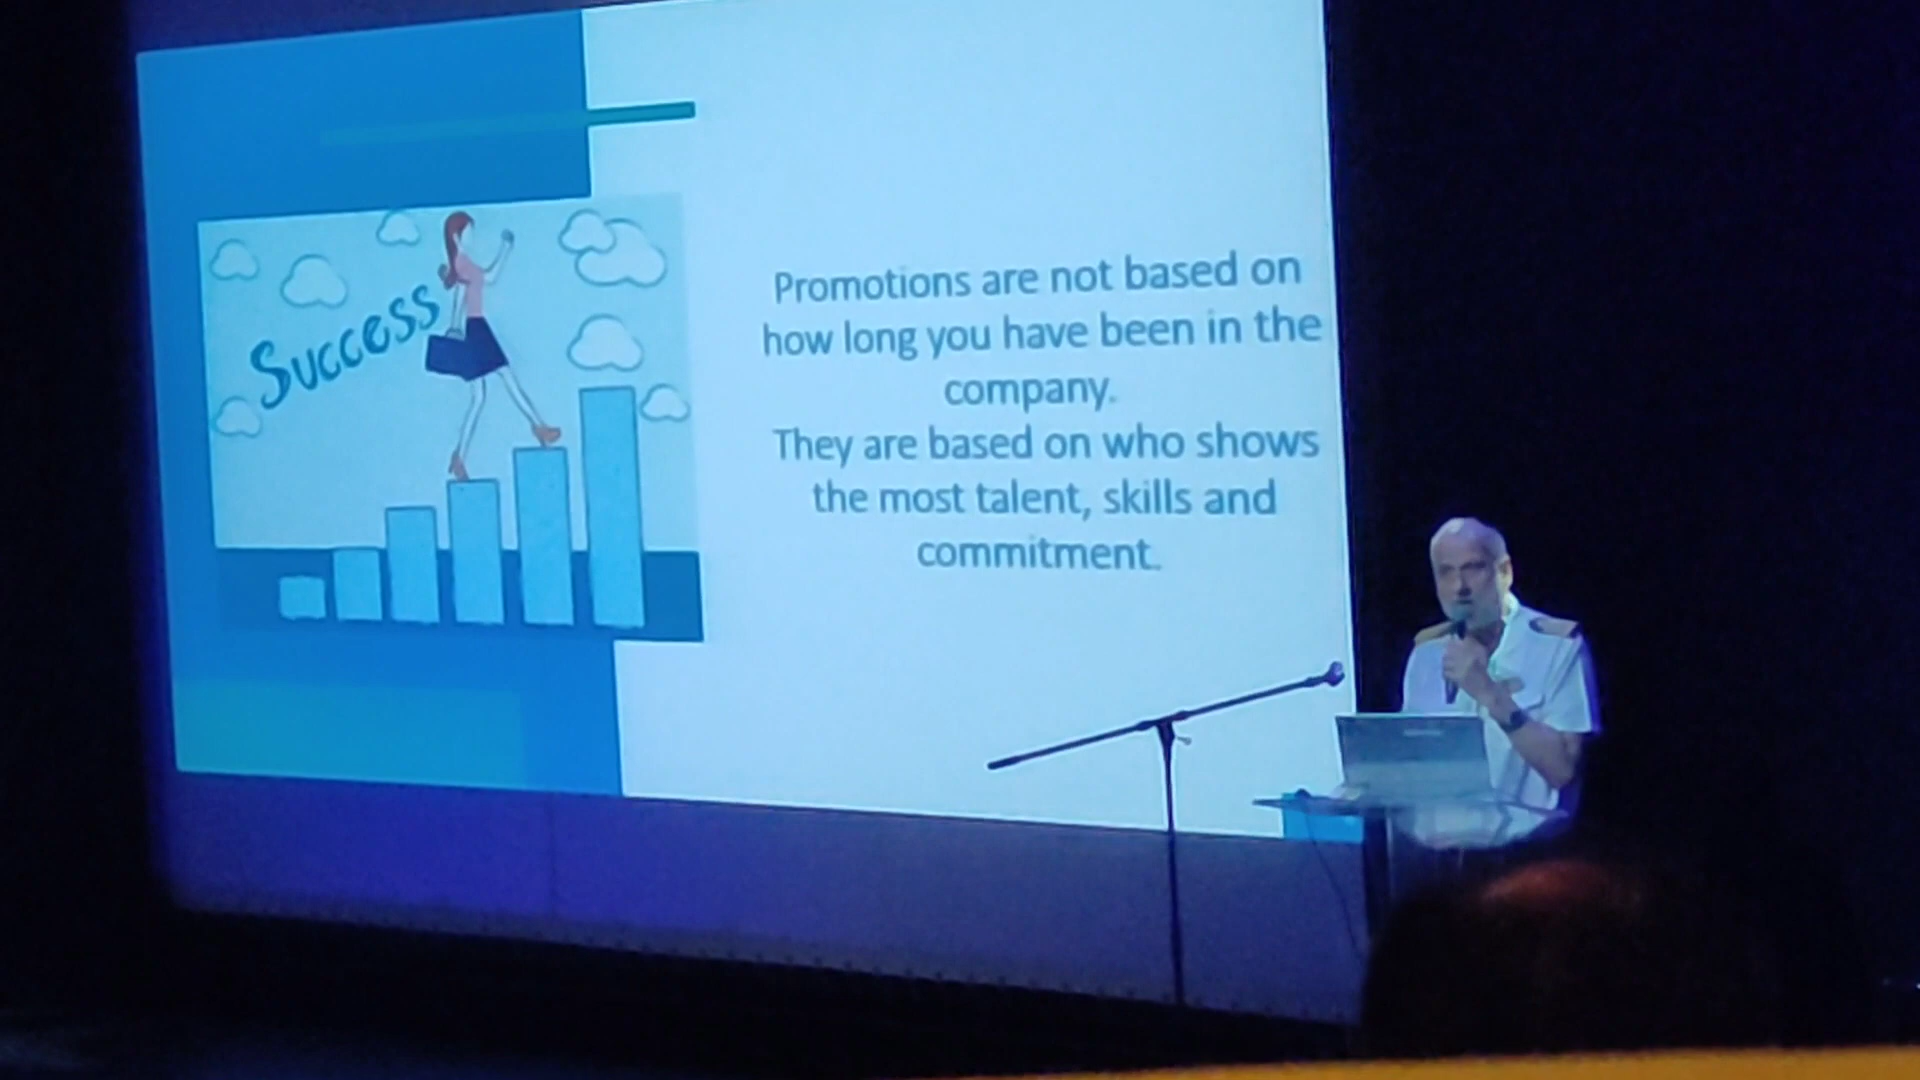 Success
Promotions are not based on
how long you have been in the
company.
They are based on who shows
the most talent, skills and
commitment.